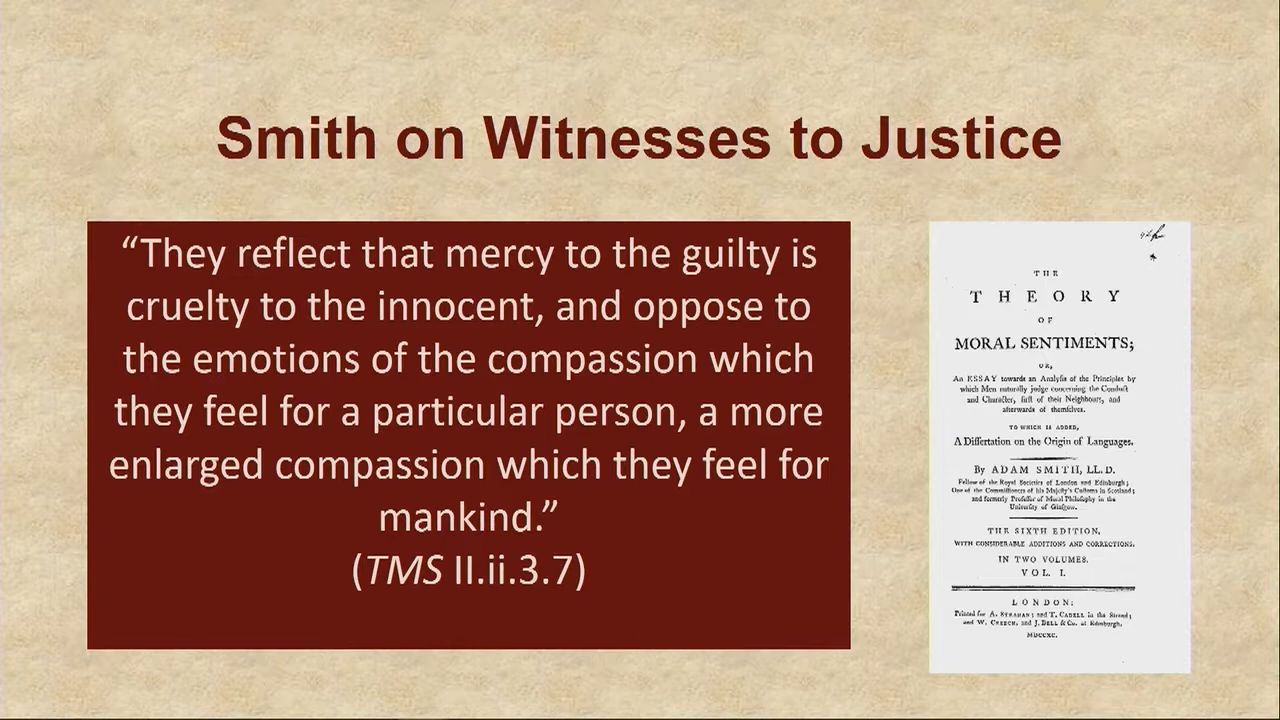 Smith on Witnesses to Justice
“They reflect that mercy to the guilty is
cruelty to the innocent, and oppose to
the emotions of the compassion which
they feel for a particular person, a more
enlarged compassion which they feel for
mankind.”
(TMS II.ii.3.7)
THE
THEORY
OF
MORAL SENTIMENTS;
OR,
An ESSAY towards an Analyſis of the Principles by
which Men naturally judge concerning the Conduct
and Character, firſt of their Neighbours, and
afterwards of themſelves.
TO WHICH IS ADDED,
A Diſſertation on the Origin of Languages.
By ADAM SMITH, LL.D.
Fellow of the Royal Societies of London and Edinburgh;
One of the Commiſſioners of his Majeſty's Cuſtoms in Scotland;
and formerly Profeſſor of Moral Philoſophy in the
Univerſity of Glaſgow.
THE SIXTH EDITION,
WITH CONSIDERABLE ADDITIONS AND CORRECTIONS.
IN TWO VOLUMES.
VOL. I.
LONDON:
Printed for A. STRAHAN; and T. CADELL in the Strand;
and W. CREECH, and J. BELL & Co. at Edinburgh.
MDCCXC.